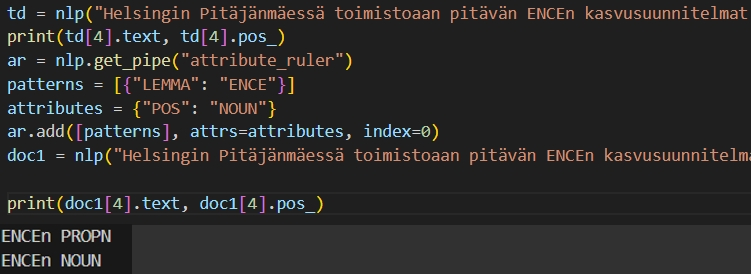 td = nlp("Helsingin Pitäjänmäessä toimistoaan pitävän ENCEn kasvusuunnitelmat
print(td[4].text, td[4].pos_)
ar = nlp.get_pipe("attribute_ruler")
patterns = [{"LEMMA": "ENCE"}]
attributes = {"POS": "NOUN"}
ar.add([patterns], attrs=attributes, index=0)
doc1 = nlp("Helsingin Pitäjänmäessä toimistoaan pitävän ENCEn kasvusuunnitelma
print(doc1[4].text, doc1[4].pos_)
ENCEn PROPN
ENCEn NOUN